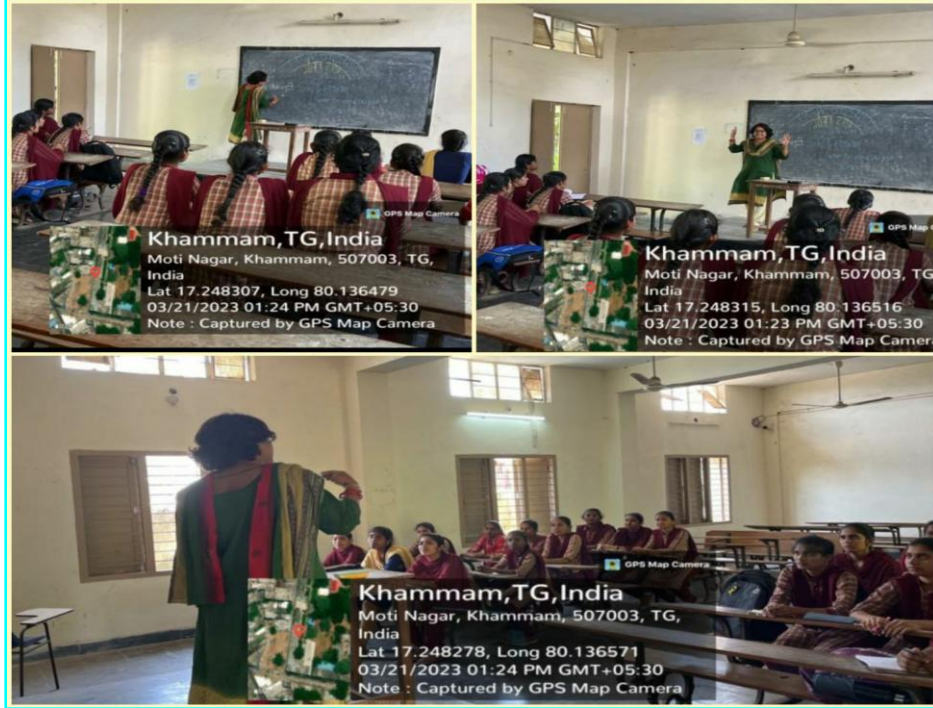 GPS Map Camera
Khammam,TG,India
Moti Nagar, Khammam, 507003, TG,
India
Lat 17.248307, Long 80.136479
03/21/2023 01:24 PM GMT+05:30
Note : Captured by GPS Map Camera
GPS Map C
Khammam,TG,India
Moti Nagar, Khammam, 507003, TG
India
Lat 17.248315, Long 80.136516
03/21/2023 01:23 PM GMT+05:30
Note : Captured by GPS Map Camera
GPS Map Camera
Khammam,TG,India
Moti Nagar, Khammam, 507003, TG,
India
Lat 17.248278, Long 80.136571
03/21/2023 01:24 PM GMT+05:30
Note : Captured by GPS Map Camera